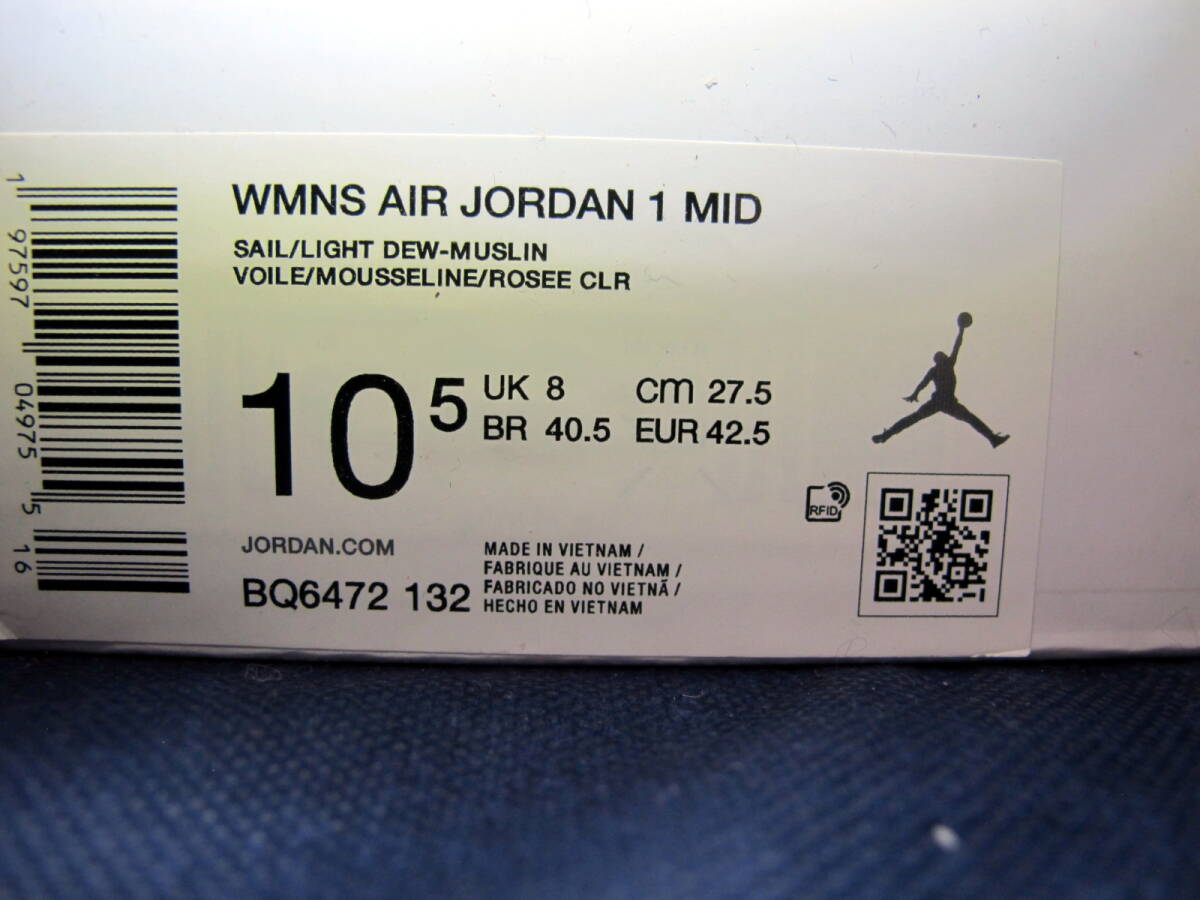 WMNS AIR JORDAN 1 MID
SAIL/LIGHT DEW-MUSLIN
VOILE/MOUSSELINE/ROSEE CLR
10 5
UK 8 CM 27.5
BR 40.5 EUR 42.5
RFID
JORDAN.COM
BQ6472 132
MADE IN VIETNAM /
FABRIQUE AU VIETNAM /
FABRICADO NO VIETNÃ /
HECHO EN VIETNAM
1 97597 04975 5 16